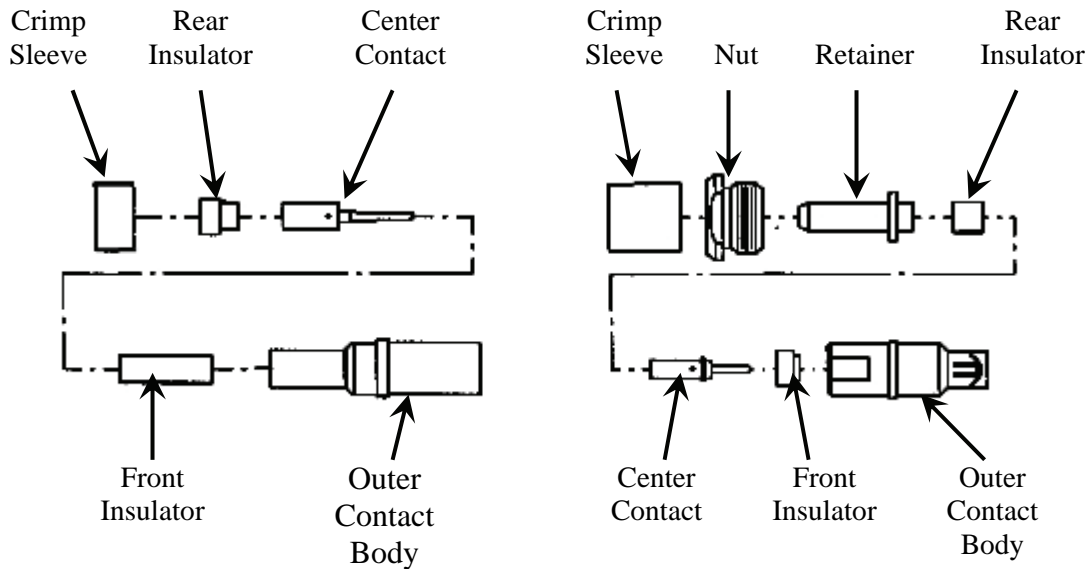 Crimp
Sleeve
Rear
Insulator
Center
Contact
Crimp
Sleeve
Nut
Retainer
Rear
Insulator
Front
Insulator
Outer
Contact
Body
Center
Contact
Front
Insulator
Outer
Contact
Body